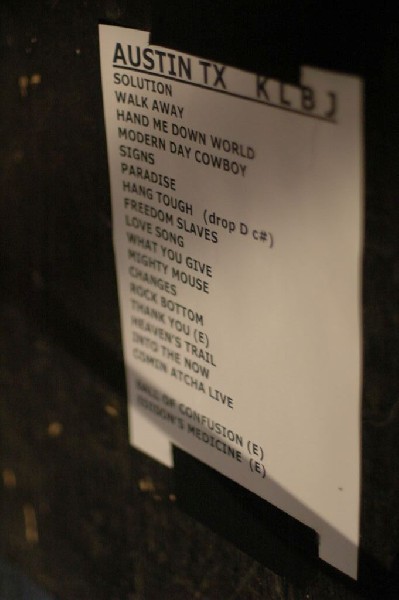 AUSTIN TX KLBJ
SOLUTION
WALK AWAY
HAND ME DOWN WORLD
MODERN DAY COWBOY
SIGNS
PARADISE
HANG TOUGH (drop D c#)
FREEDOM SLAVES
LOVE SONG
WHAT YOU GIVE
MIGHTY MOUSE
CHANGES
ROCK BOTTOM
THANK YOU (E)
HEAVEN'S TRAIL
INTO THE NOW
COMIN ATCHA LIVE
BALL OF CONFUSION (E)
EDISON'S MEDICINE (E)